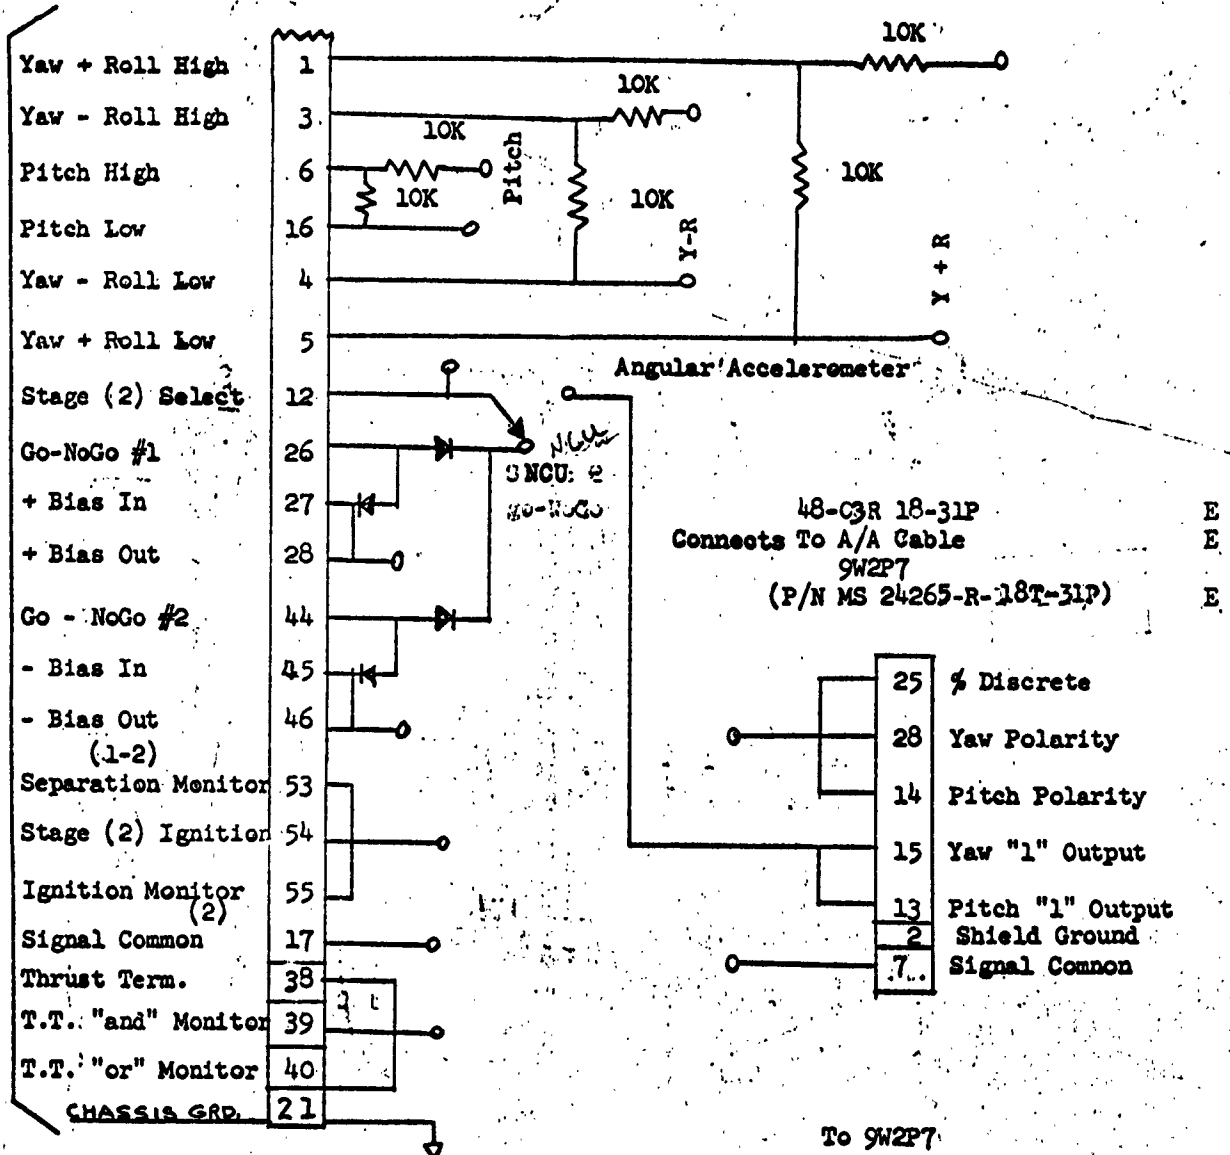 10K
Yaw + Roll High 1
10K
Yaw - Roll High 3
10K
Pitch High 6 Pitch 10K
10K 10K
Pitch Low 16
Y-R
Yaw - Roll Low 4
Y + R
Yaw + Roll Low 5
Angular Accelerometer
Stage (2) Select 12
Go-NoGo #1 26
NCU
+ Bias In 27
Go-NoGo
48-C3R 18-31P E
+ Bias Out 28
Connects To A/A Cable E
9W2P7
(P/N MS 24265-R-18T-31P) E
Go - NoGo #2 44
- Bias In 45
25 % Discrete
- Bias Out 46
28 Yaw Polarity
(1-2)
Separation Monitor 53
14 Pitch Polarity
Stage (2) Ignition 54
15 Yaw "1" Output
Ignition Monitor 55
(2)
13 Pitch "1" Output
Signal Common 17
2 Shield Ground
7 Signal Common
Thrust Term. 38
T.T. "and" Monitor 39
T.T. "or" Monitor 40
CHASSIS GRD. 21
To 9W2P7